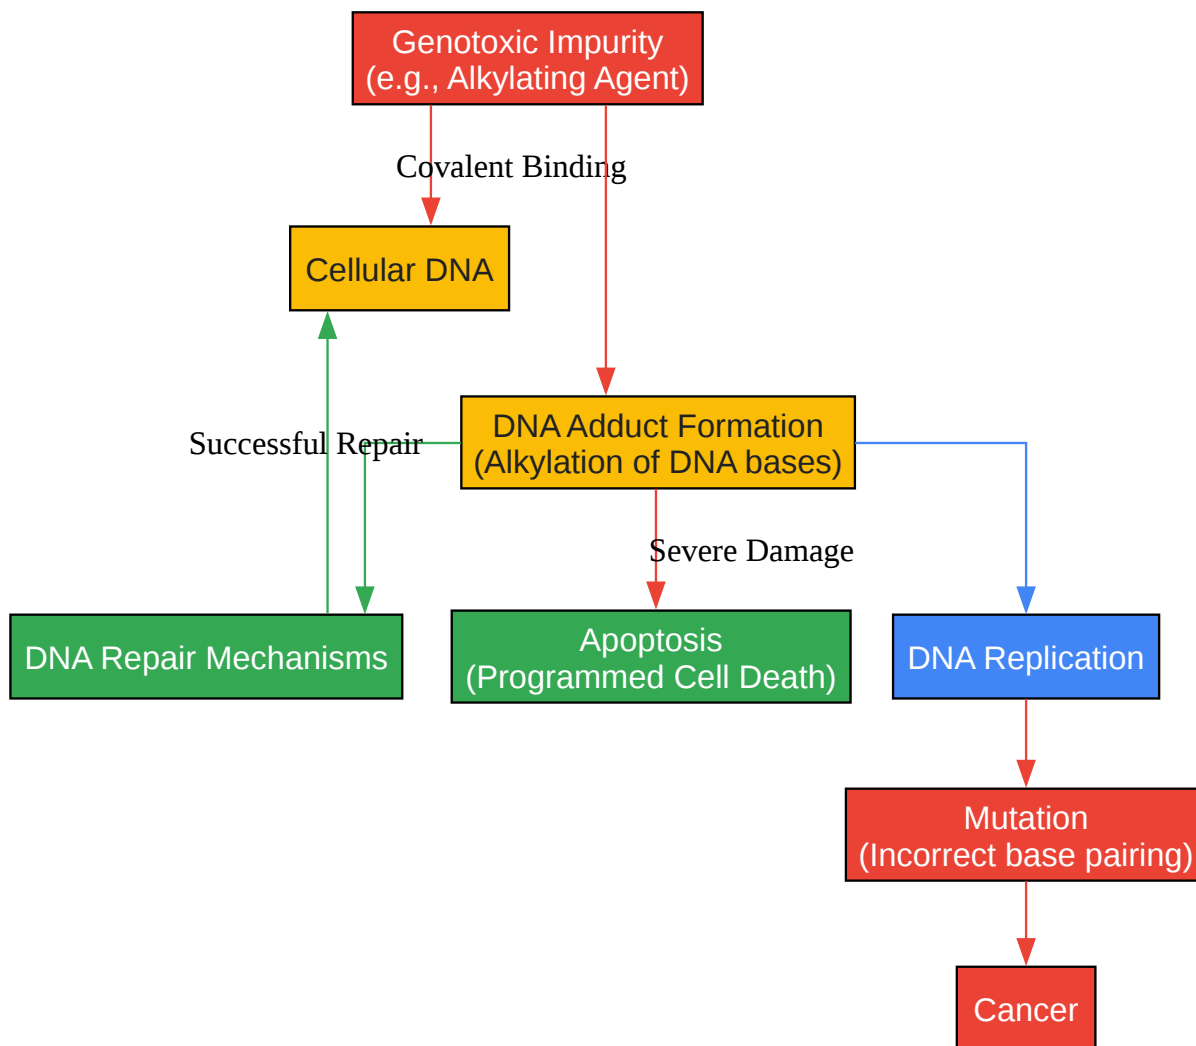 Genotoxic Impurity
(e.g., Alkylating Agent)
Covalent Binding
Cellular DNA
DNA Adduct Formation
(Alkylation of DNA bases)
Successful Repair
Severe Damage
DNA Repair Mechanisms
Apoptosis
(Programmed Cell Death)
DNA Replication
Mutation
(Incorrect base pairing)
Cancer